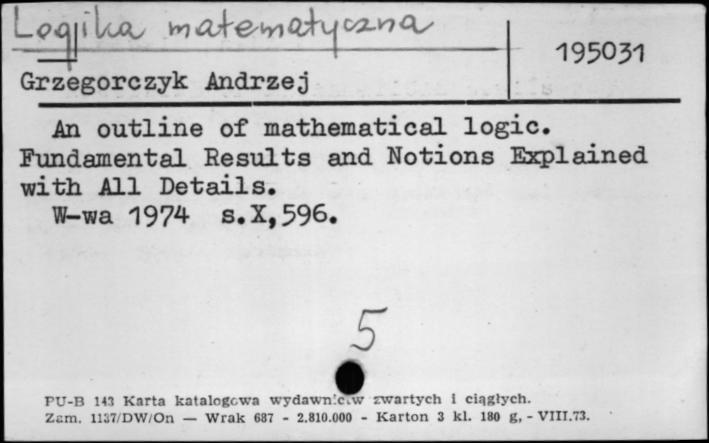 Logika matematyczna
195031
Grzegorczyk Andrzej
An outline of mathematical logic.
Fundamental Results and Notions Explained
with All Details.
W-wa 1974 s.X,596.
5
PU-B 143 Karta katalogowa wydawnictw zwartych i ciągłych.
Zam. 1137/DW/On — Wrak 687 - 2.810.000 - Karton 3 kl. 180 g, - VIII.73.